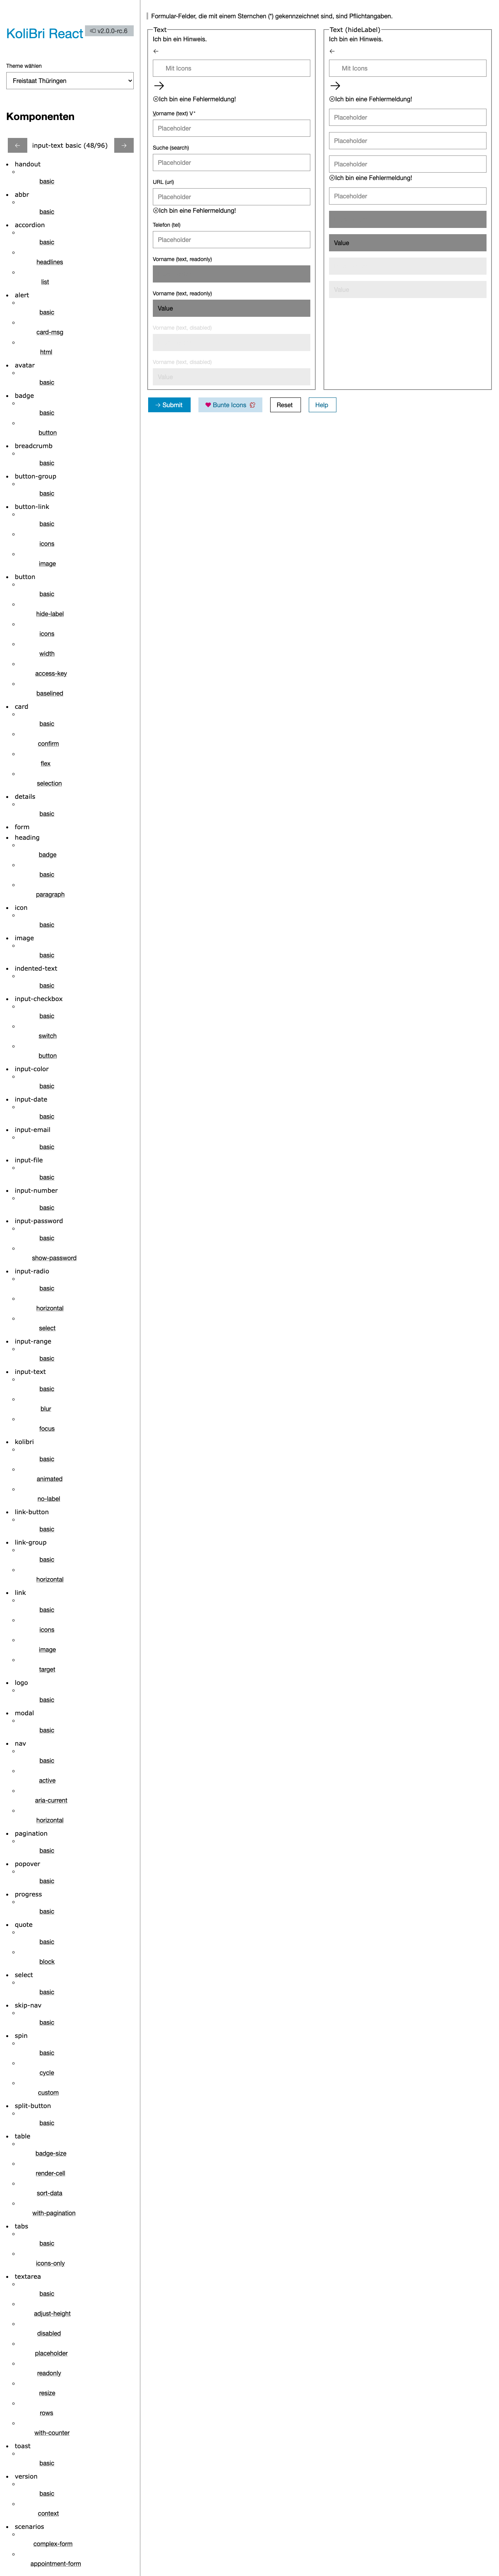 KoliBri React
v2.0.0-rc.6
Theme wählen
Freistaat Thüringen
Komponenten
input-text basic (48/96)
handout
basic
abbr
basic
accordion
basic
headlines
list
alert
basic
card-msg
html
avatar
basic
badge
basic
button
breadcrumb
basic
button-group
basic
button-link
basic
icons
image
button
basic
hide-label
icons
width
access-key
baselined
card
basic
confirm
flex
selection
details
basic
form
heading
badge
basic
paragraph
icon
basic
image
basic
indented-text
basic
input-checkbox
basic
switch
button
input-color
basic
input-date
basic
input-email
basic
input-file
basic
input-number
basic
input-password
basic
show-password
input-radio
basic
horizontal
select
input-range
basic
input-text
basic
blur
focus
kolibri
basic
animated
no-label
link-button
basic
link-group
basic
horizontal
link
basic
icons
image
target
logo
basic
modal
basic
nav
basic
active
aria-current
horizontal
pagination
basic
popover
basic
progress
basic
quote
basic
block
select
basic
skip-nav
basic
spin
basic
cycle
custom
split-button
basic
table
badge-size
render-cell
sort-data
with-pagination
tabs
basic
icons-only
textarea
basic
adjust-height
disabled
placeholder
readonly
resize
rows
with-counter
toast
basic
version
basic
context
scenarios
complex-form
appointment-form
Formular-Felder, die mit einem Sternchen (*) gekennzeichnet sind, sind Pflichtangaben.
Text
Ich bin ein Hinweis.
Mit Icons
Ich bin eine Fehlermeldung!
Vorname (text) V*
Placeholder
Suche (search)
Placeholder
URL (url)
Placeholder
Ich bin eine Fehlermeldung!
Telefon (tel)
Placeholder
Vorname (text, readonly)
Vorname (text, readonly)
Value
Vorname (text, disabled)
Vorname (text, disabled)
Value
Text (hideLabel)
Ich bin ein Hinweis.
Mit Icons
Ich bin eine Fehlermeldung!
Placeholder
Placeholder
Placeholder
Ich bin eine Fehlermeldung!
Placeholder
Value
Value
Submit
Bunte Icons
Reset
Help